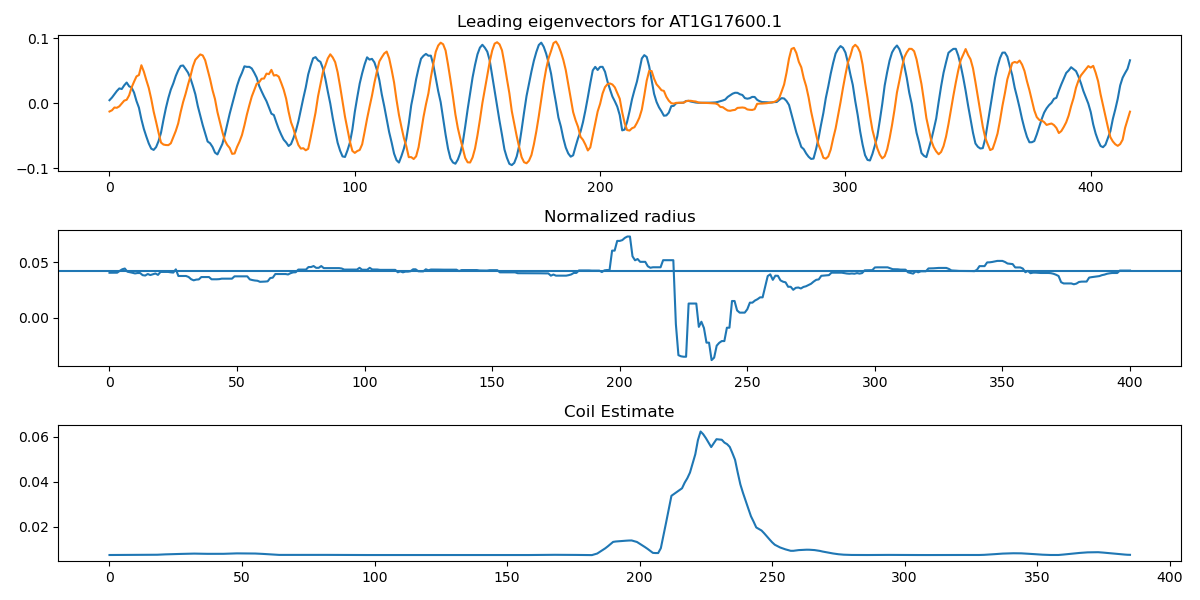 Leading eigenvectors for AT1G17600.1
0.1
0.0
−0.1
0 100 200 300 400
Normalized radius
0.05
0.00
0 50 100 150 200 250 300 350 400
Coil Estimate
0.06
0.04
0.02
0 50 100 150 200 250 300 350 400